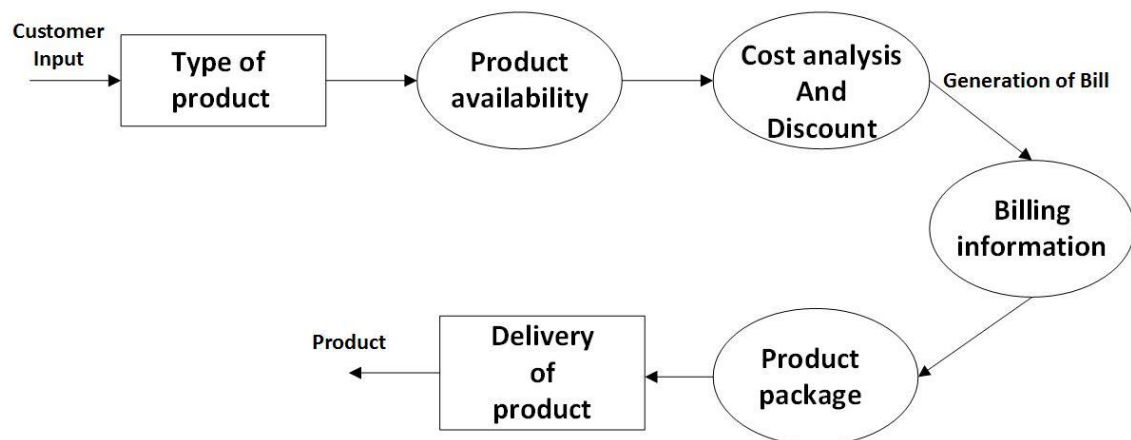 Customer
Input
Type of
product
Product
availability
Cost analysis
And
Discount
Generation of Bill
Billing
information
Product
package
Delivery
of
product
Product